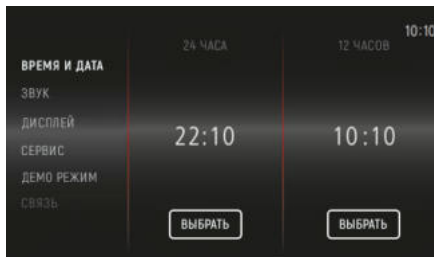 10:10
24 ЧАСА
12 ЧАСОВ
ВРЕМЯ И ДАТА
ЗВУК
ДИСПЛЕЙ
СЕРВИС
ДЕМО РЕЖИМ
СВЯЗЬ
22:10
10:10
ВЫБРАТЬ
ВЫБРАТЬ